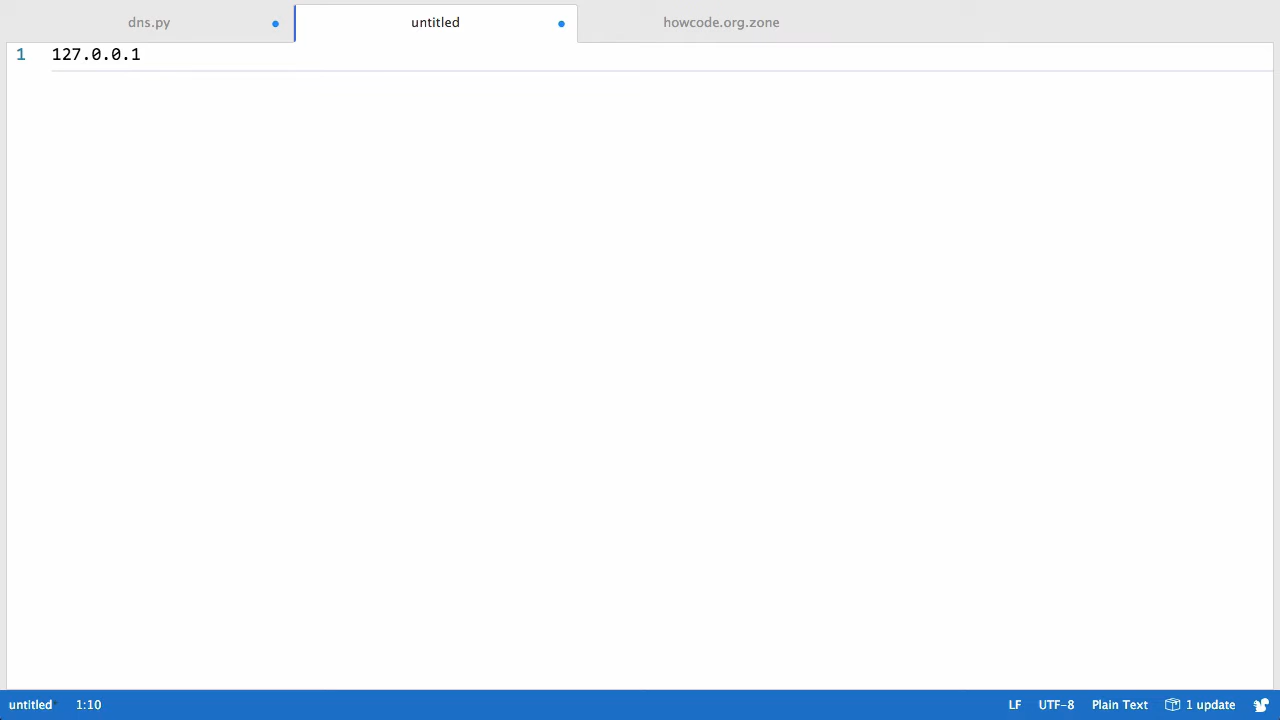 dns.py
untitled
howcode.org.zone
1 127.0.0.1
untitled 1:10 LF UTF-8 Plain Text 1 update